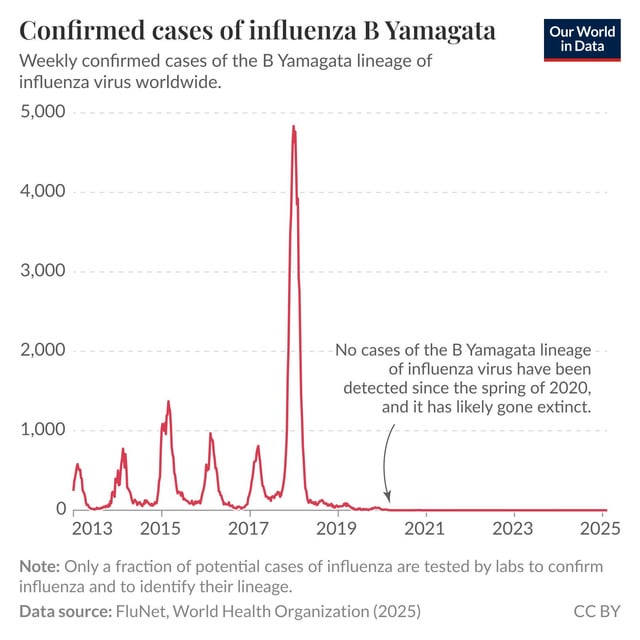 Confirmed cases of influenza B Yamagata
Our World
in Data
Weekly confirmed cases of the B Yamagata lineage of
influenza virus worldwide.
5,000
4,000
3,000
2,000
No cases of the B Yamagata lineage
of influenza virus have been
detected since the spring of 2020,
and it has likely gone extinct.
1,000
0
2013 2015 2017 2019 2021 2023 2025
Note: Only a fraction of potential cases of influenza are tested by labs to confirm
influenza and to identify their lineage.
Data source: FluNet, World Health Organization (2025) CC BY